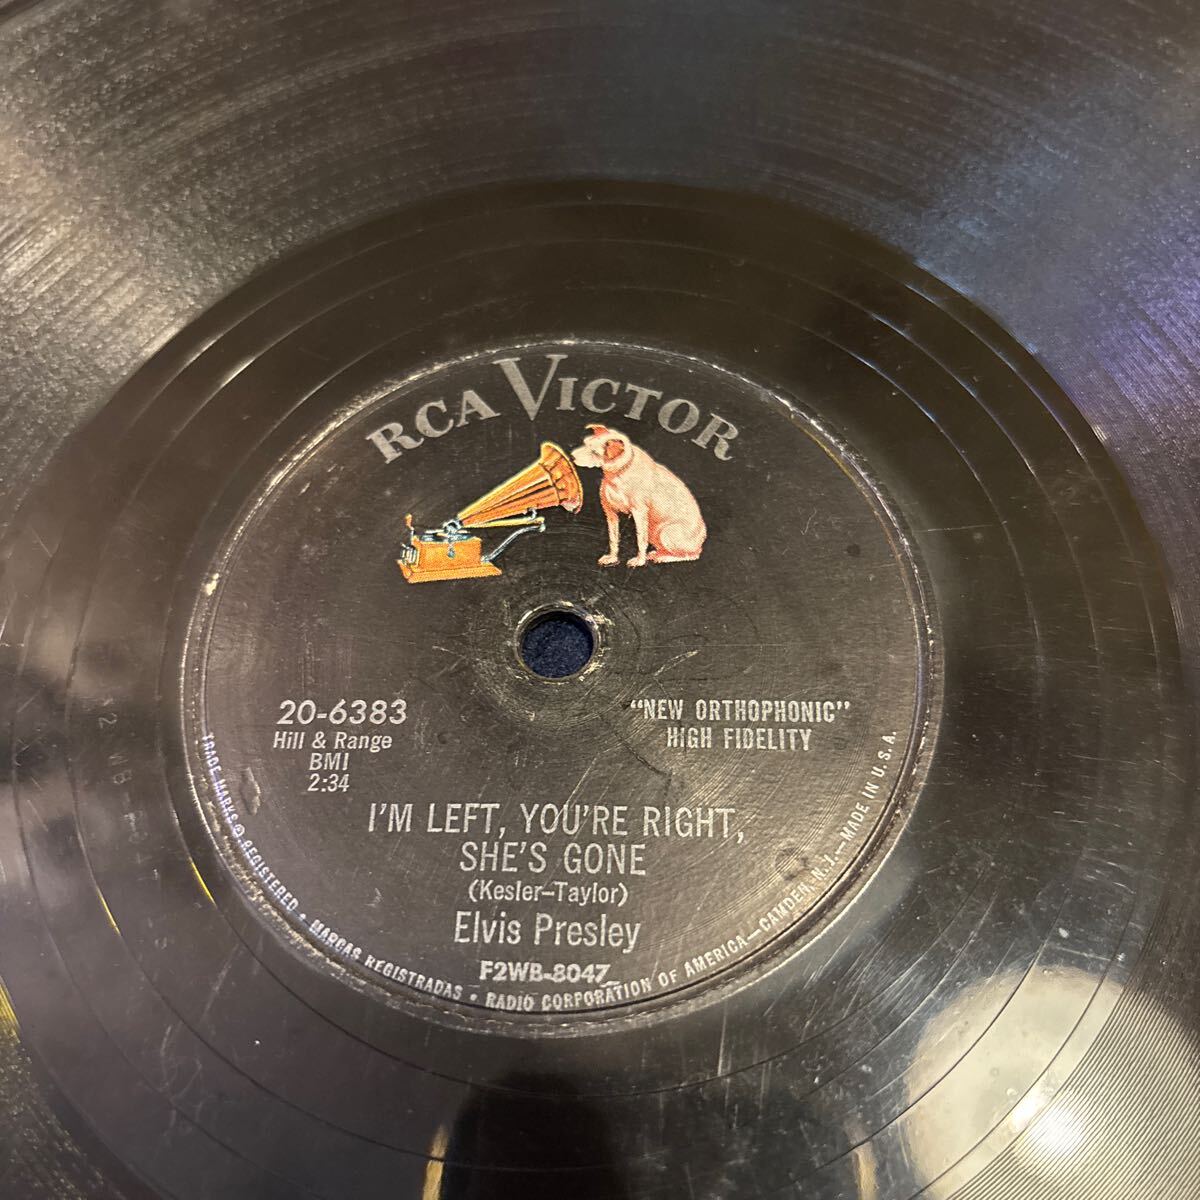 RCA VICTOR
20-6383
Hill & Range
BMI
2:34
"NEW ORTHOPHONIC"
HIGH FIDELITY
I'M LEFT, YOU'RE RIGHT,
SHE'S GONE
(Kesler-Taylor)
Elvis Presley
F2WB-8047
TRADE MARKS ® REGISTERED • MARCAS REGISTRADAS • RADIO CORPORATION OF AMERICA—CAMDEN, N.J.—MADE IN U.S.A.